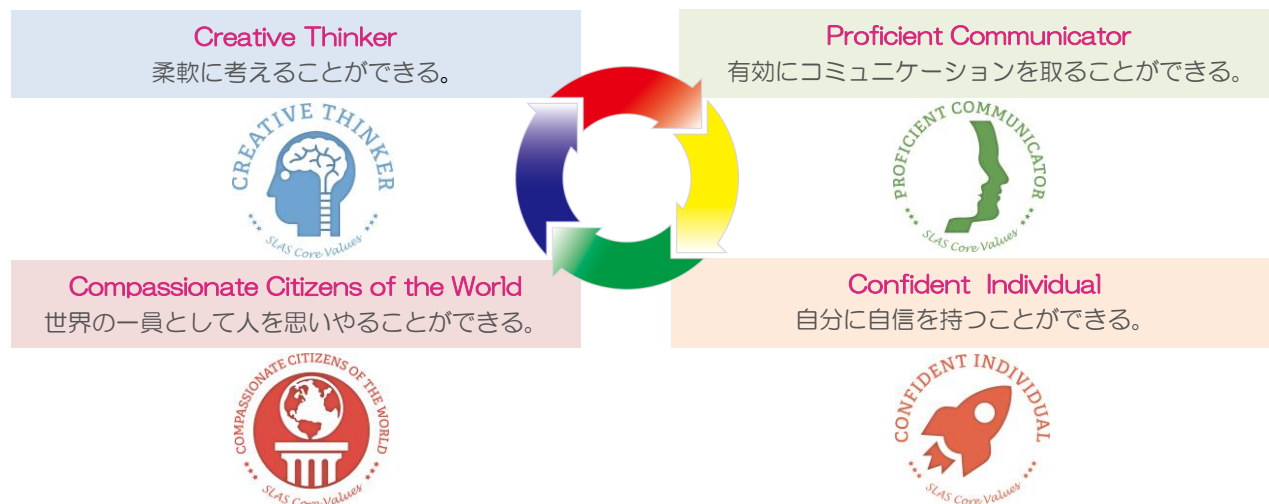 Creative Thinker
柔軟に考えることができる。
CREATIVE THINKER
SLAS Core Values
Proficient Communicator
有効にコミュニケーションを取ることができる。
PROFICIENT COMMUNICATOR
SLAS Core Values
Compassionate Citizens of the World
世界の一員として人を思いやることができる。
COMPASSIONATE CITIZENS OF THE WORLD
SLAS Core Values
Confident Individual
自分に自信を持つことができる。
CONFIDENT INDIVIDUAL
SLAS Core Values